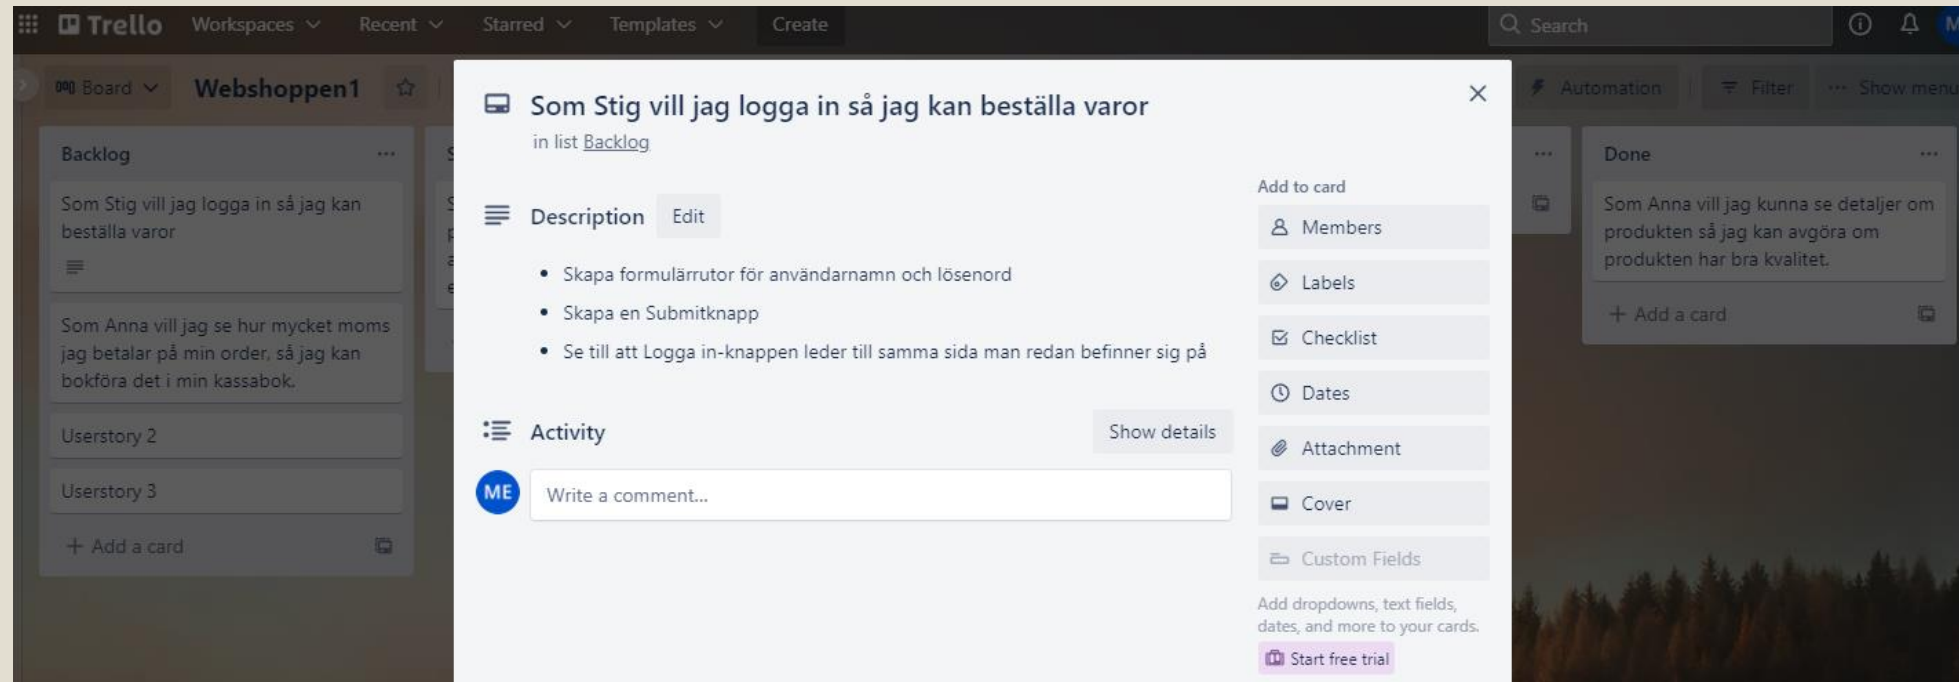 Trello Workspaces Recent Starred Templates Create Search
Board Webshoppen1 Automation Filter Show menu
Backlog
Som Stig vill jag logga in så jag kan
beställa varor
Som Anna vill jag se hur mycket moms
jag betalar på min order, så jag kan
bokföra det i min kassabok.
Userstory 2
Userstory 3
+ Add a card
Som Stig vill jag logga in så jag kan beställa varor
in list Backlog
Description Edit
• Skapa formulärrutor för användarnamn och lösenord
• Skapa en Submitknapp
• Se till att Logga in-knappen leder till samma sida man redan befinner sig på
Activity Show details
ME Write a comment...
Add to card
Members
Labels
Checklist
Dates
Attachment
Cover
Custom Fields
Add dropdowns, text fields,
dates, and more to your cards.
Start free trial
Done
Som Anna vill jag kunna se detaljer om
produkten så jag kan avgöra om
produkten har bra kvalitet.
+ Add a card